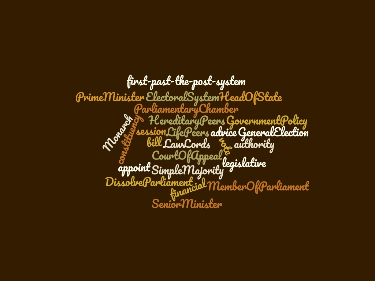 first-past-the-post-system
PrimeMinister ElectoralSystem HeadOfState
ParliamentaryChamber
Monarch constituency HereditaryPeers GovernmentPolicy
session LifePeers advice GeneralElection
bill LawLords vote authority
CourtOfAppeal
appoint SimpleMajority legislative
DissolveParliament financial MemberOfParliament
SeniorMinister